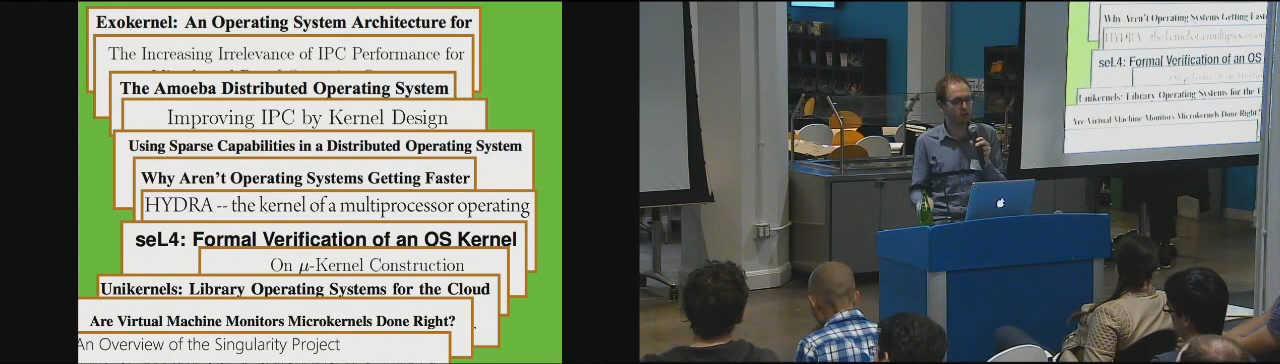 Exokernel: An Operating System Architecture for
The Increasing Irrelevance of IPC Performance for
The Amoeba Distributed Operating System
Improving IPC by Kernel Design
Using Sparse Capabilities in a Distributed Operating System
Why Aren't Operating Systems Getting Faster
HYDRA -- the kernel of a multiprocessor operating
seL4: Formal Verification of an OS Kernel
On μ-Kernel Construction
Unikernels: Library Operating Systems for the Cloud
Are Virtual Machine Monitors Microkernels Done Right?
An Overview of the Singularity Project
Why Aren't Operating Systems Getting Faster
HYDRA -- the kernel of a multiprocessor
seL4: Formal Verification of an OS
Unikernels: Library Operating Systems for the C
Are Virtual Machine Monitors Microkernels Done Right?